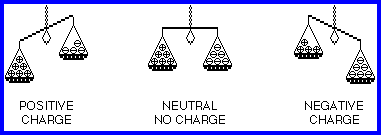 POSITIVE
CHARGE
NEUTRAL
NO CHARGE
NEGATIVE
CHARGE